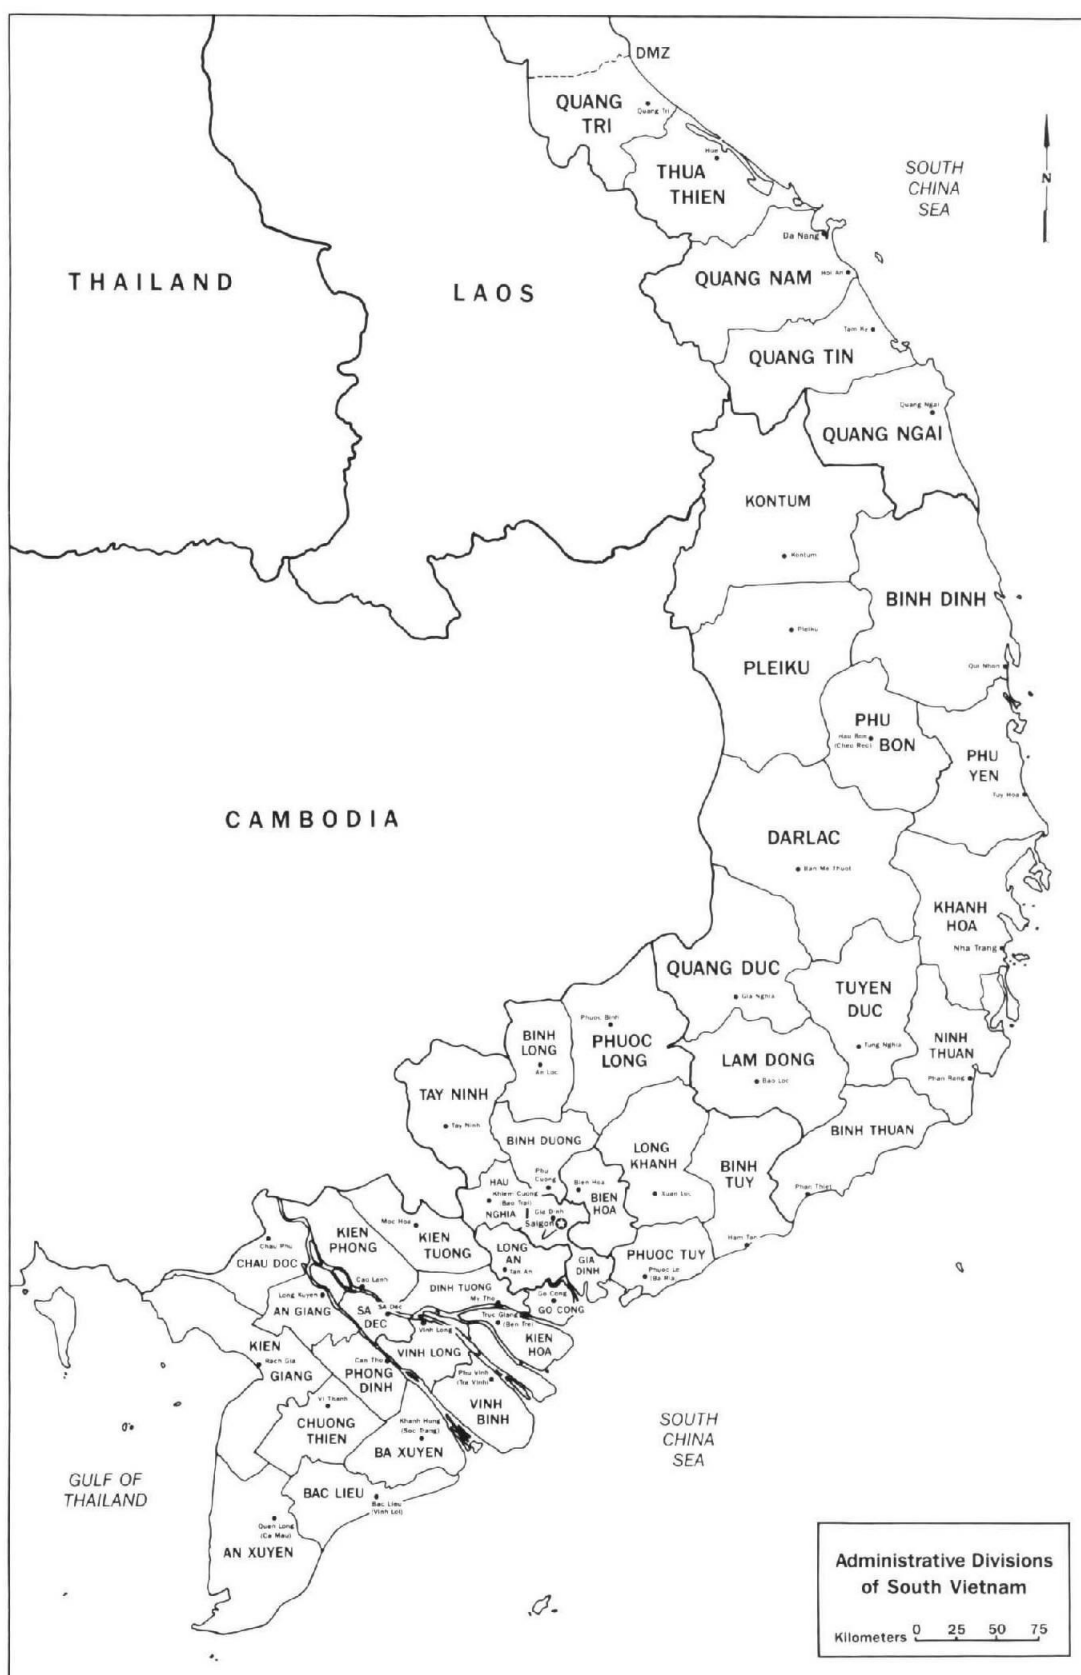 DMZ
QUANG
TRI
Quang Tri
Hue
THUA
THIEN
SOUTH
CHINA
SEA
N
Da Nang
THAILAND
LAOS
QUANG NAM
Hoi An
Tam Ky
QUANG TIN
Quang Ngai
QUANG NGAI
KONTUM
Kontum
BINH DINH
Pleiku
PLEIKU
Qui Nhon
PHU
BON
Hau Bon
(Cheo Reo)
PHU
YEN
Tuy Hoa
CAMBODIA
DARLAC
Ban Me Thuot
KHANH
HOA
Nha Trang
QUANG DUC
Gia Nghia
TUYEN
DUC
Tung Nghia
Phuoc Binh
PHUOC
LONG
BINH
LONG
An Loc
NINH
THUAN
Phan Rang
LAM DONG
Bao Loc
TAY NINH
Tay Ninh
BINH DUONG
Phu
Cuong
LONG
KHANH
Xuan Loc
BINH
TUY
BINH THUAN
Phan Thiet
HAU
NGHIA
Khiem Cuong
(Bao Trai)
Bien Hoa
BIEN
HOA
Gia Dinh
Saigon
Ham Tan
Moc Hoa
KIEN
PHONG
KIEN
TUONG
LONG
AN
Tan An
GIA
DINH
PHUOC TUY
Phuoc Le
(Ba Ria)
Chau Phu
CHAU DOC
Cao Lanh
DINH TUONG
My Tho
Go Cong
GO CONG
Long Xuyen
AN GIANG
Sa Dec
SA
DEC
Truc Giang
(Ben Tre)
KIEN
HOA
Vinh Long
VINH LONG
KIEN
GIANG
Rach Gia
Can Tho
PHONG
DINH
Phu Vinh
(Tra Vinh)
VINH
BINH
Vi Thanh
CHUONG
THIEN
Khanh Hung
(Soc Trang)
BA XUYEN
SOUTH
CHINA
SEA
GULF OF
THAILAND
BAC LIEU
Bac Lieu
(Vinh Loi)
Quan Long
(Ca Mau)
AN XUYEN
Administrative Divisions
of South Vietnam
Kilometers 0 25 50 75